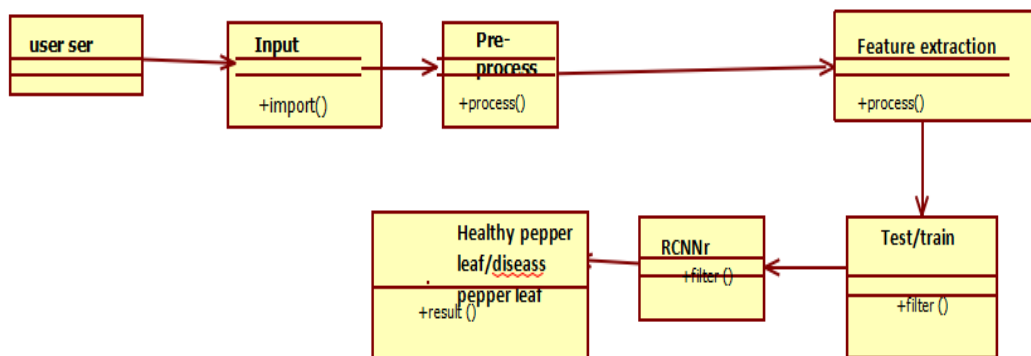 user ser
Input
+import()
Pre-
process
+process()
Feature extraction
+process()
Test/train
+filter ()
RCNNr
+filter ()
Healthy pepper
leaf/diseass
pepper leaf
+result ()